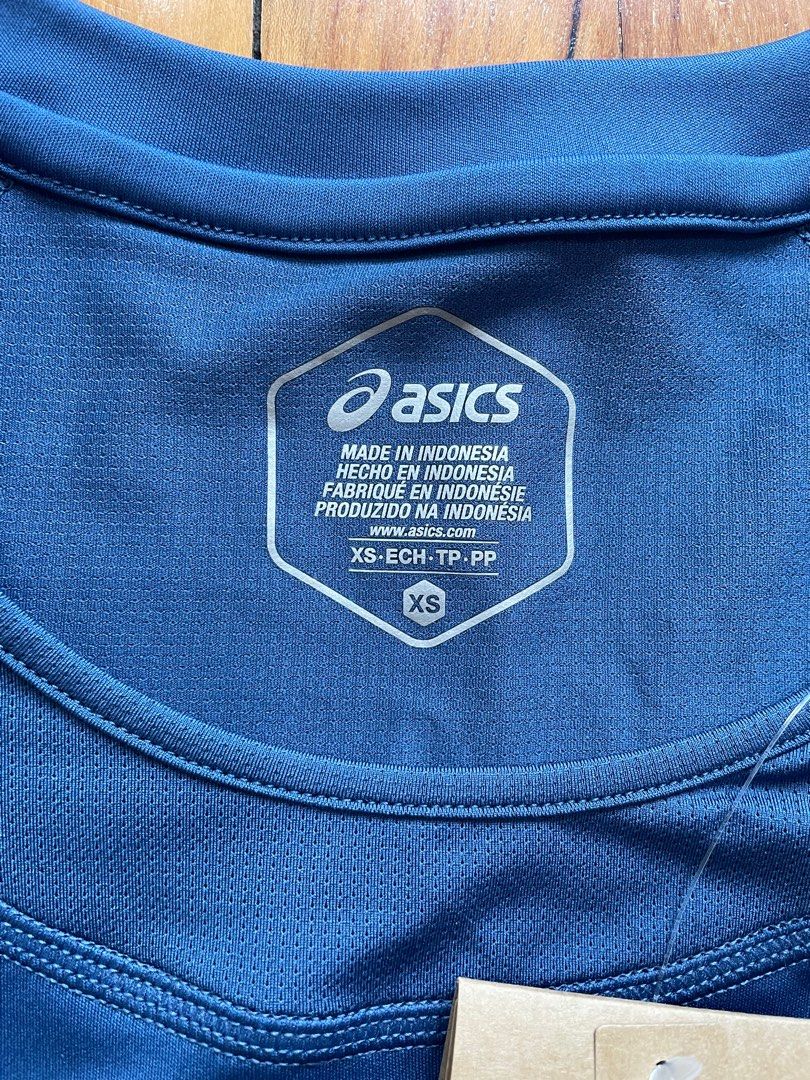 asics
MADE IN INDONESIA
HECHO EN INDONESIA
FABRIQUÉ EN INDONÉSIE
PRODUZIDO NA INDONÉSIA
www.asics.com
XS·ECH·TP·PP
XS